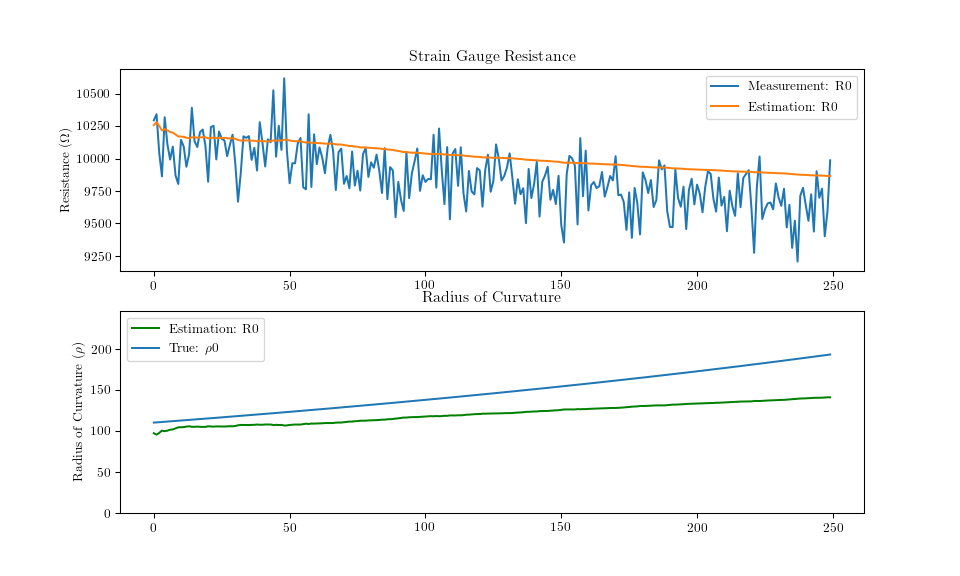 Strain Gauge Resistance
Resistance (Ω)
10500
10250
10000
9750
9500
9250
Measurement: R0
Estimation: R0
0 50 100 150 200 250
Radius of Curvature
Radius of Curvature (ρ)
200
150
100
50
0
Estimation: R0
True: ρ0
0 50 100 150 200 250